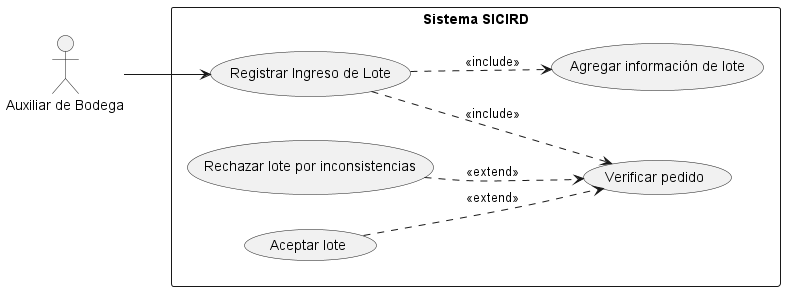 Sistema SICIRD
Auxiliar de Bodega
Registrar Ingreso de Lote
«include»
Agregar información de lote
«include»
Rechazar lote por inconsistencias
«extend»
Verificar pedido
«extend»
Aceptar lote